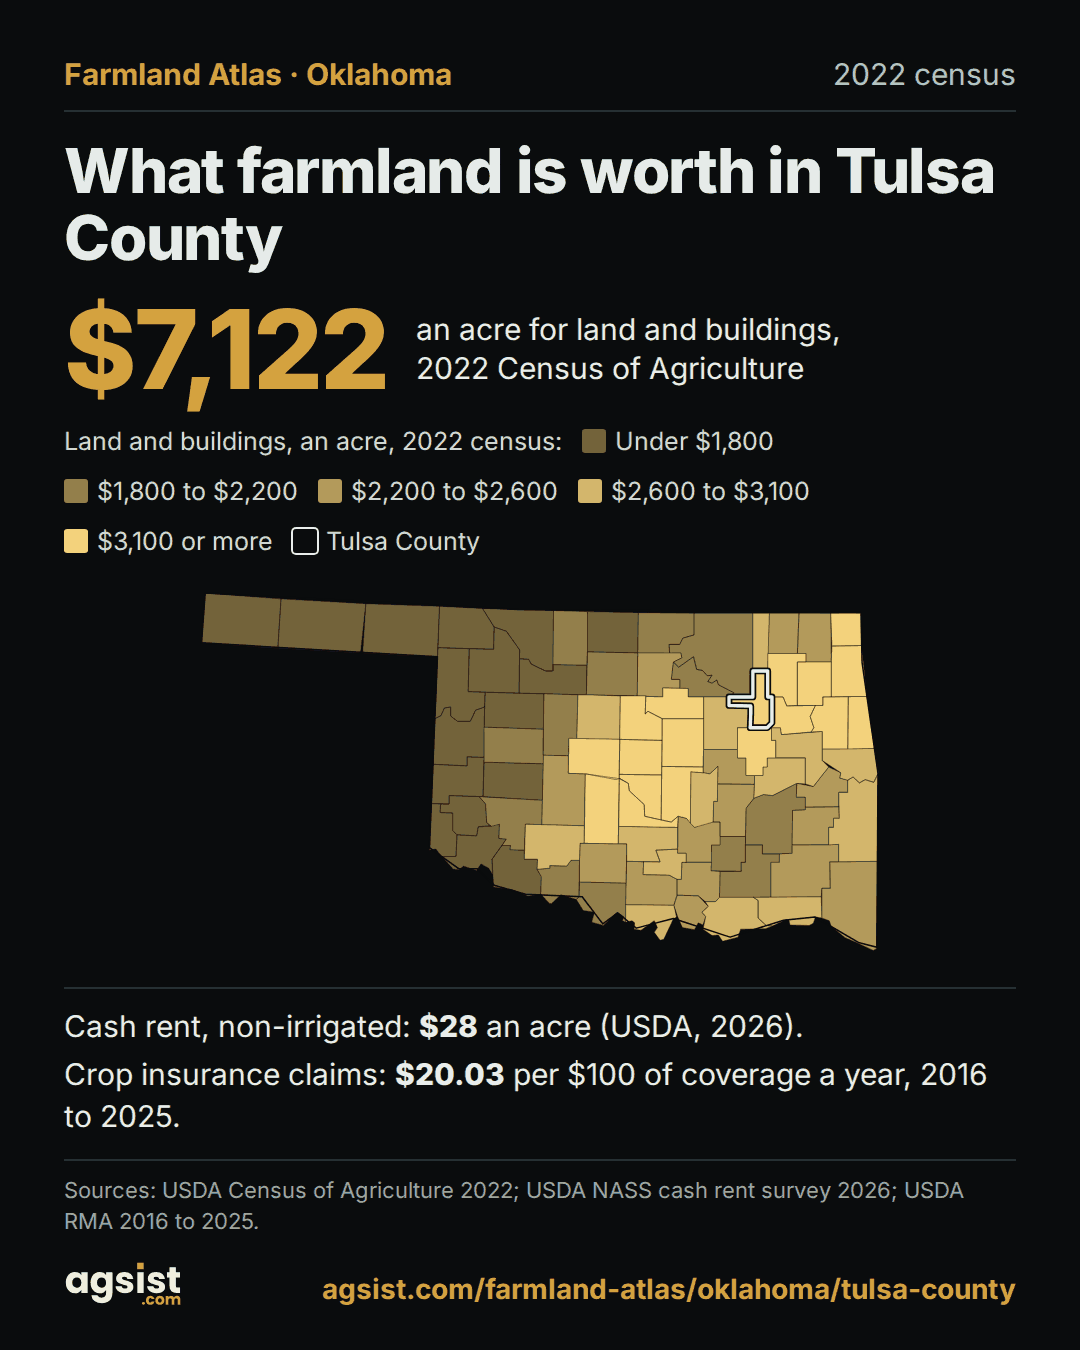 Farmland Atlas · Oklahoma
2022 census
What farmland is worth in Tulsa
County
$7,122
an acre for land and buildings,
2022 Census of Agriculture
Land and buildings, an acre, 2022 census: Under $1,800
$1,800 to $2,200 $2,200 to $2,600 $2,600 to $3,100
$3,100 or more Tulsa County
Cash rent, non-irrigated: $28 an acre (USDA, 2026).
Crop insurance claims: $20.03 per $100 of coverage a year, 2016
to 2025.
Sources: USDA Census of Agriculture 2022; USDA NASS cash rent survey 2026; USDA
RMA 2016 to 2025.
agsist
.com
agsist.com/farmland-atlas/oklahoma/tulsa-county